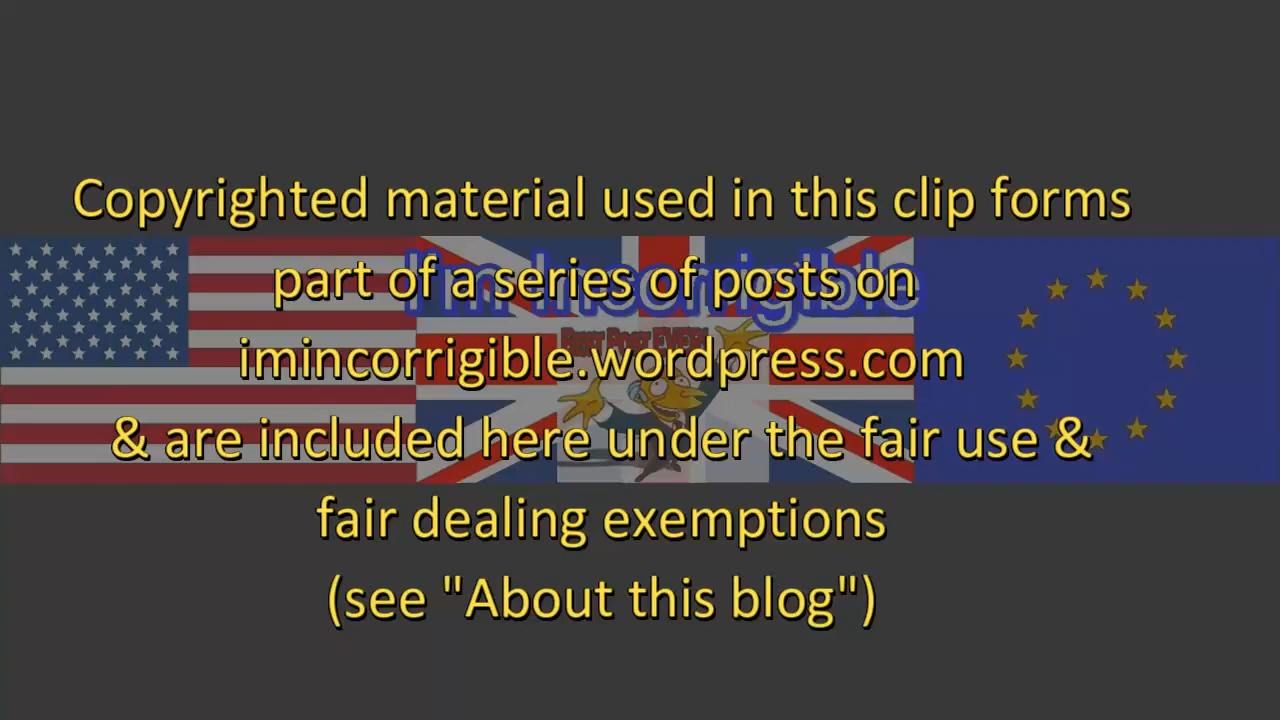 Copyrighted material used in this clip forms
part of a series of posts on
I'm Incorrigible
imincorrigible.wordpress.com
& are included here under the fair use &
fair dealing exemptions
(see "About this blog")